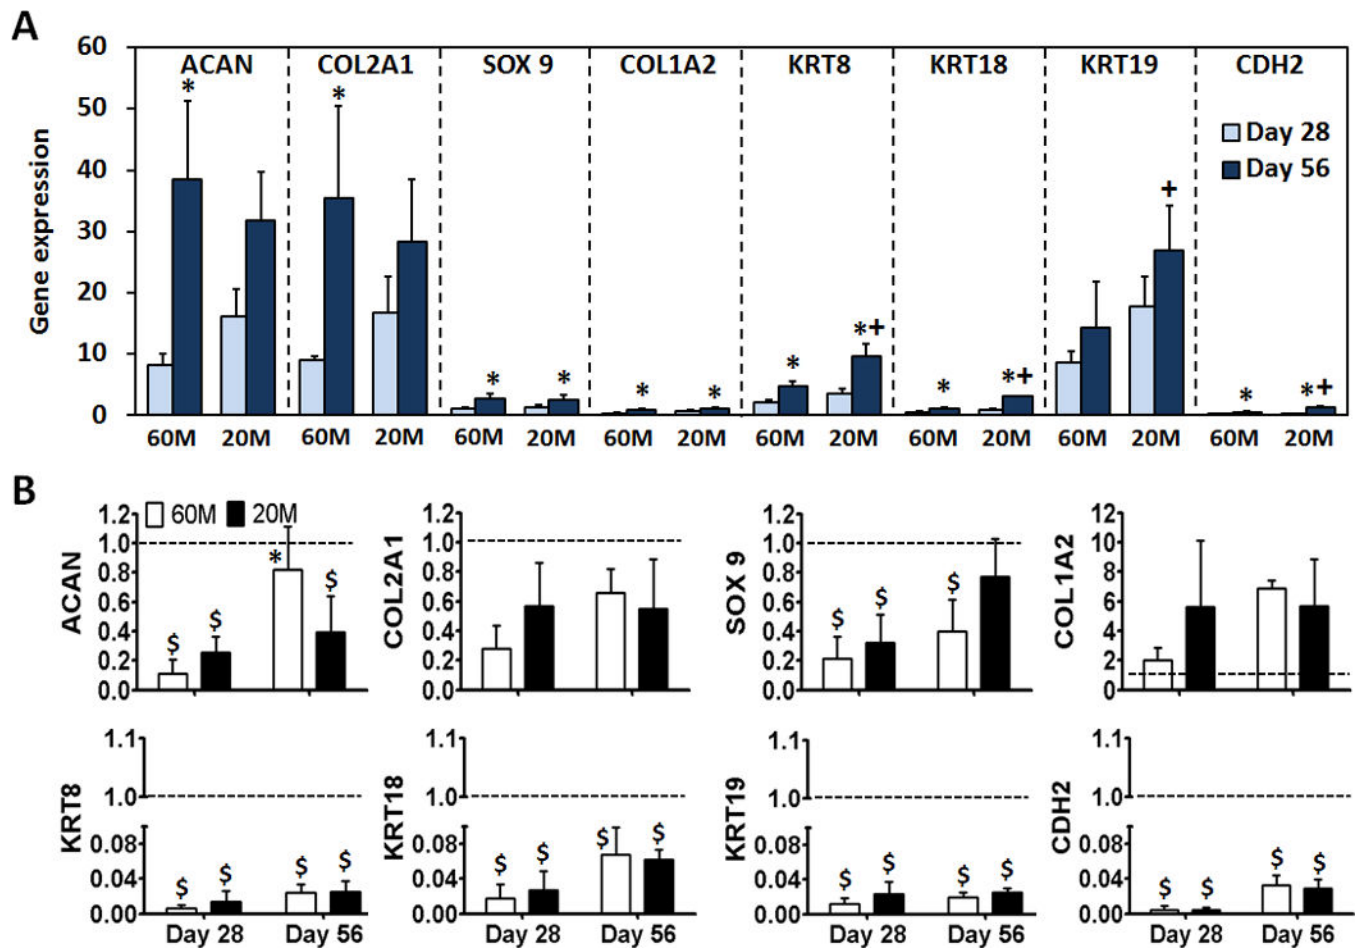 A
60
50
40
30
20
10
0
Gene expression
ACAN COL2A1 SOX 9 COL1A2 KRT8 KRT18 KRT19 CDH2
Day 28
Day 56
* * * * * * * *+ * *+ + * *+
60M 20M 60M 20M 60M 20M 60M 20M 60M 20M 60M 20M 60M 20M 60M 20M
B
60M 20M
ACAN
1.2
1.0
0.8
0.6
0.4
0.2
0.0
$ $ * $
COL2A1
1.2
1.0
0.8
0.6
0.4
0.2
0.0
SOX 9
1.2
1.0
0.8
0.6
0.4
0.2
0.0
$ $ $
COL1A2
12
10
8
6
4
2
0
KRT8
1.1
1.0
0.08
0.04
0.00
$ $ $ $
Day 28 Day 56
KRT18
1.1
1.0
0.08
0.04
0.00
$ $ $ $
Day 28 Day 56
KRT19
1.1
1.0
0.08
0.04
0.00
$ $ $ $
Day 28 Day 56
CDH2
1.1
1.0
0.08
0.04
0.00
$ $ $ $
Day 28 Day 56